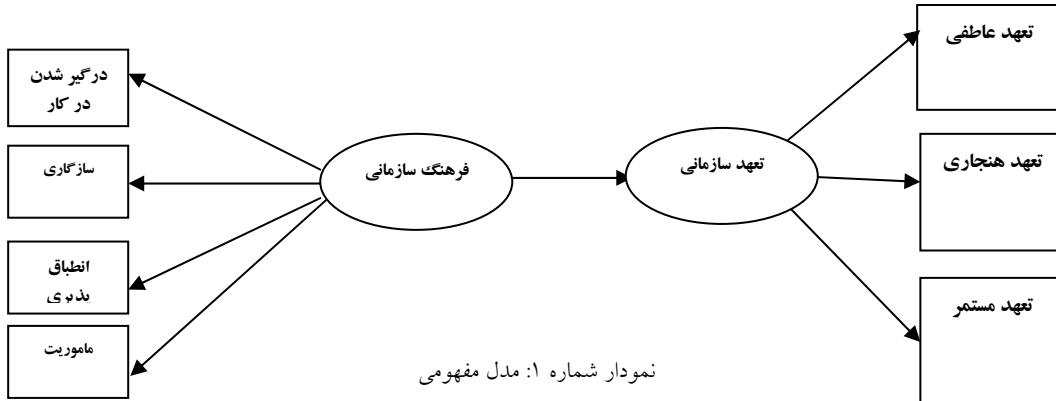 تعهد عاطفی
درگیر شدن
در کار
تعهد هنجاری
سازگاری
فرهنگ سازمانی
تعهد سازمانی
انطباق
پذیری
تعهد مستمر
ماموریت
نمودار شماره ۱: مدل مفهومی